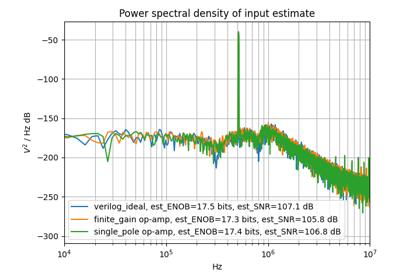 Power spectral density of input estimate
−50
−100
−150
−200
−250
−300
V² / Hz dB
verilog_ideal, est_ENOB=17.5 bits, est_SNR=107.1 dB
finite_gain op-amp, est_ENOB=17.3 bits, est_SNR=105.8 dB
single_pole op-amp, est_ENOB=17.4 bits, est_SNR=106.8 dB
10⁴ 10⁵ 10⁶ 10⁷
Hz